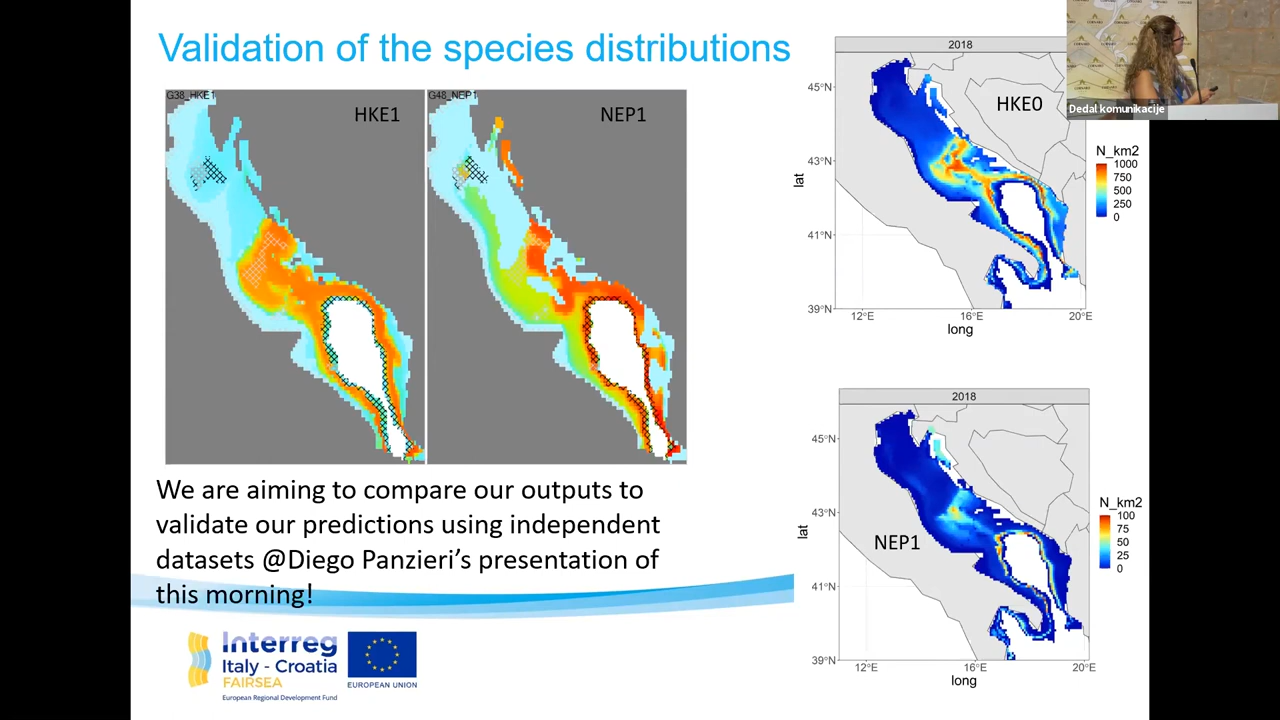 Validation of the species distributions
G38_HKE1
HKE1
G48_NEP1
NEP1
We are aiming to compare our outputs to
validate our predictions using independent
datasets @Diego Panzieri's presentation of
this morning!
Interreg
Italy - Croatia
FAIRSEA
European Regional Development Fund
EUROPEAN UNION
2018
HKE0
45°N
43°N
41°N
39°N
lat
12°E
16°E
20°E
long
N_km2
1000
750
500
250
0
2018
NEP1
45°N
43°N
41°N
39°N
lat
12°E
16°E
20°E
long
N_km2
100
75
50
25
0
Dedal komunikacije